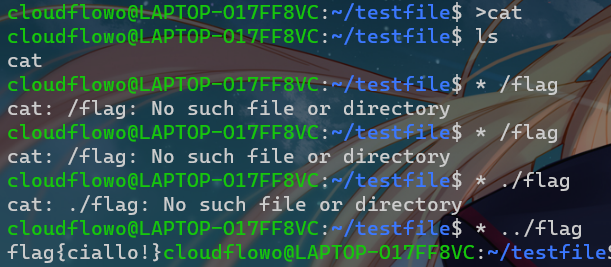 cloudflowo@LAPTOP-O17FF8VC:~/testfile$ >cat
cloudflowo@LAPTOP-O17FF8VC:~/testfile$ ls
cat
cloudflowo@LAPTOP-O17FF8VC:~/testfile$ * /flag
cat: /flag: No such file or directory
cloudflowo@LAPTOP-O17FF8VC:~/testfile$ * /flag
cat: /flag: No such file or directory
cloudflowo@LAPTOP-O17FF8VC:~/testfile$ * ./flag
cat: ./flag: No such file or directory
cloudflowo@LAPTOP-O17FF8VC:~/testfile$ * ../flag
flag{ciallo!}cloudflowo@LAPTOP-O17FF8VC:~/testfile$